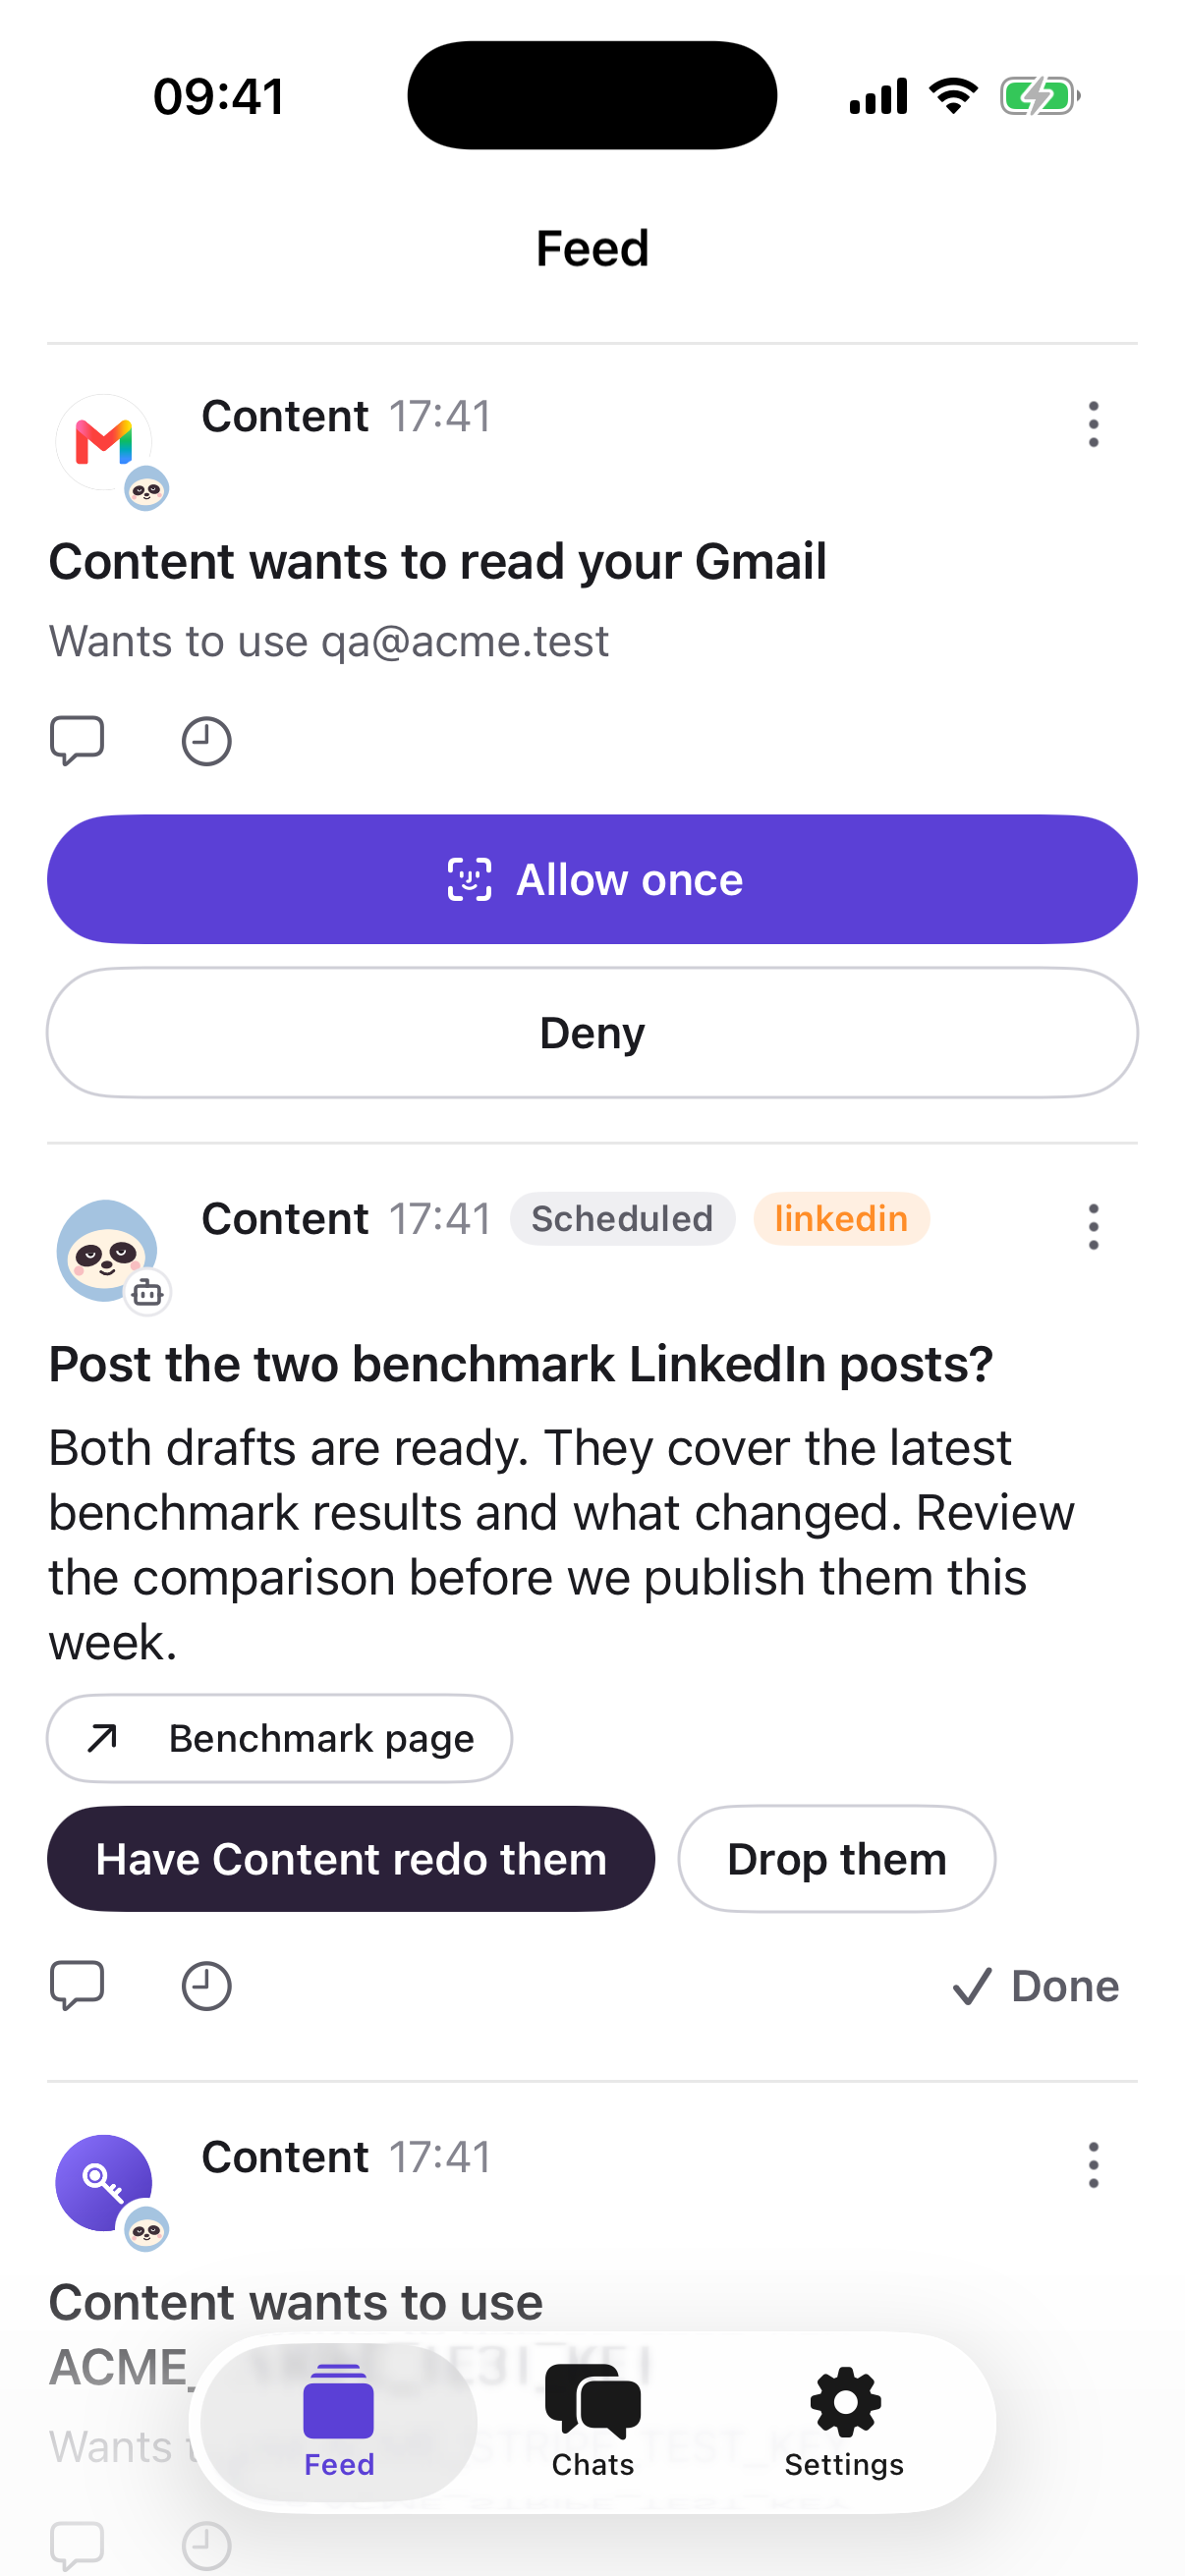 09:41
Feed
Content 17:41
Content wants to read your Gmail
Wants to use qa@acme.test
Allow once
Deny
Content 17:41 Scheduled linkedin
Post the two benchmark LinkedIn posts?
Both drafts are ready. They cover the latest
benchmark results and what changed. Review
the comparison before we publish them this
week.
Benchmark page
Have Content redo them
Drop them
Done
Content 17:41
Content wants to use
ACME_
Wants
Feed
Chats
Settings